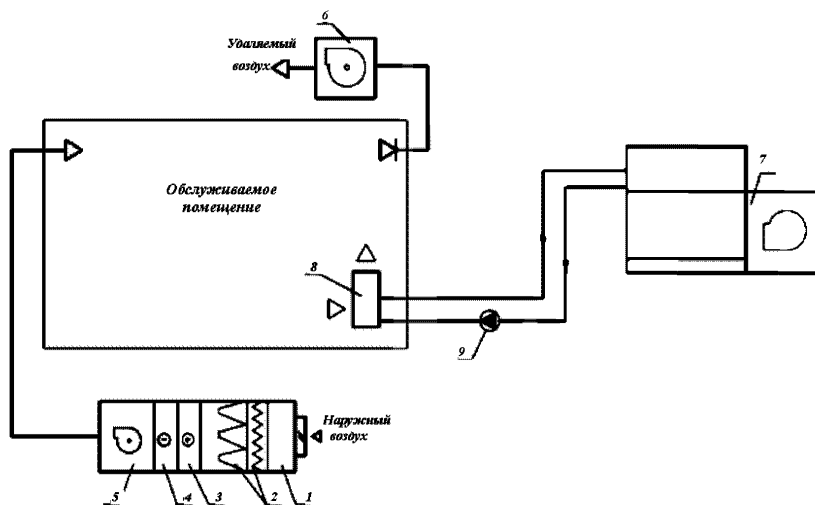 6
Удаляемый
воздух
7
Обслуживаемое
помещение
8
9
Наружный
воздух
5 4 3 2 1